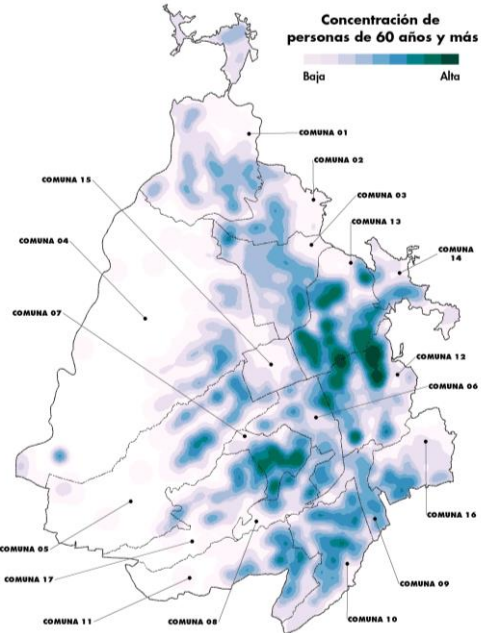 Concentración de
personas de 60 años y más
Baja
Alta
COMUNA 01
COMUNA 02
COMUNA 15
COMUNA 03
COMUNA 13
COMUNA 04
COMUNA
14
COMUNA 07
COMUNA 12
COMUNA 06
COMUNA 16
COMUNA 05
COMUNA 17
COMUNA 09
COMUNA 11
COMUNA 08
COMUNA 10